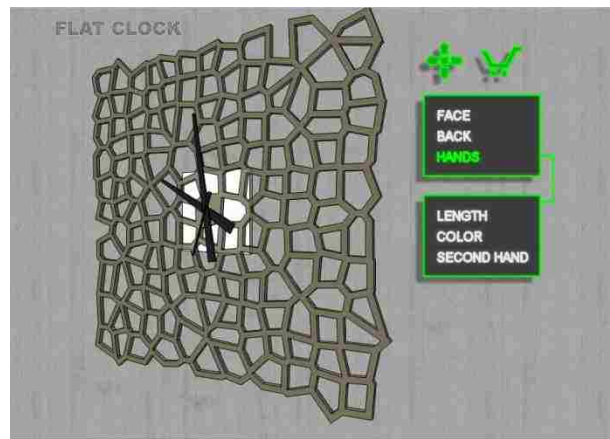 FLAT CLOCK
FACE
BACK
HANDS
LENGTH
COLOR
SECOND HAND